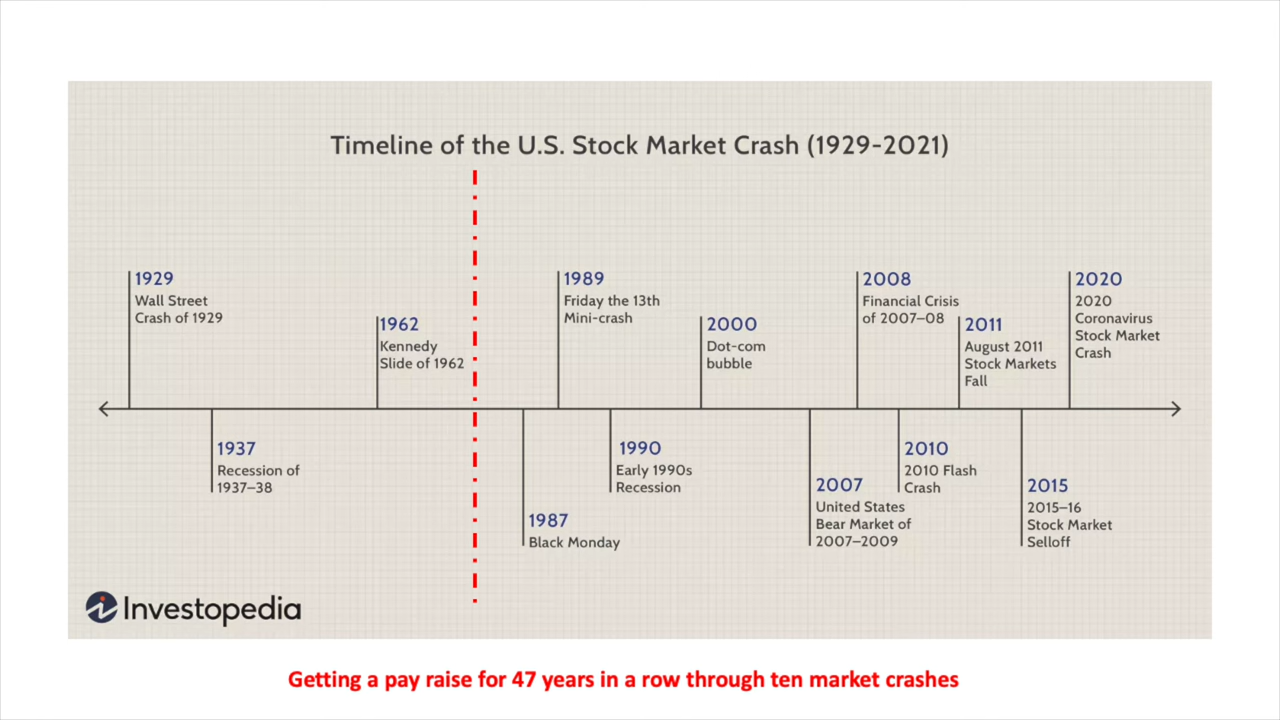 Timeline of the U.S. Stock Market Crash (1929-2021)
1929
Wall Street
Crash of 1929
1937
Recession of
1937–38
1962
Kennedy
Slide of 1962
1987
Black Monday
1989
Friday the 13th
Mini-crash
1990
Early 1990s
Recession
2000
Dot-com
bubble
2007
United States
Bear Market of
2007–2009
2008
Financial Crisis
of 2007–08
2010
2010 Flash
Crash
2011
August 2011
Stock Markets
Fall
2015
2015–16
Stock Market
Selloff
2020
2020
Coronavirus
Stock Market
Crash
Investopedia
Getting a pay raise for 47 years in a row through ten market crashes